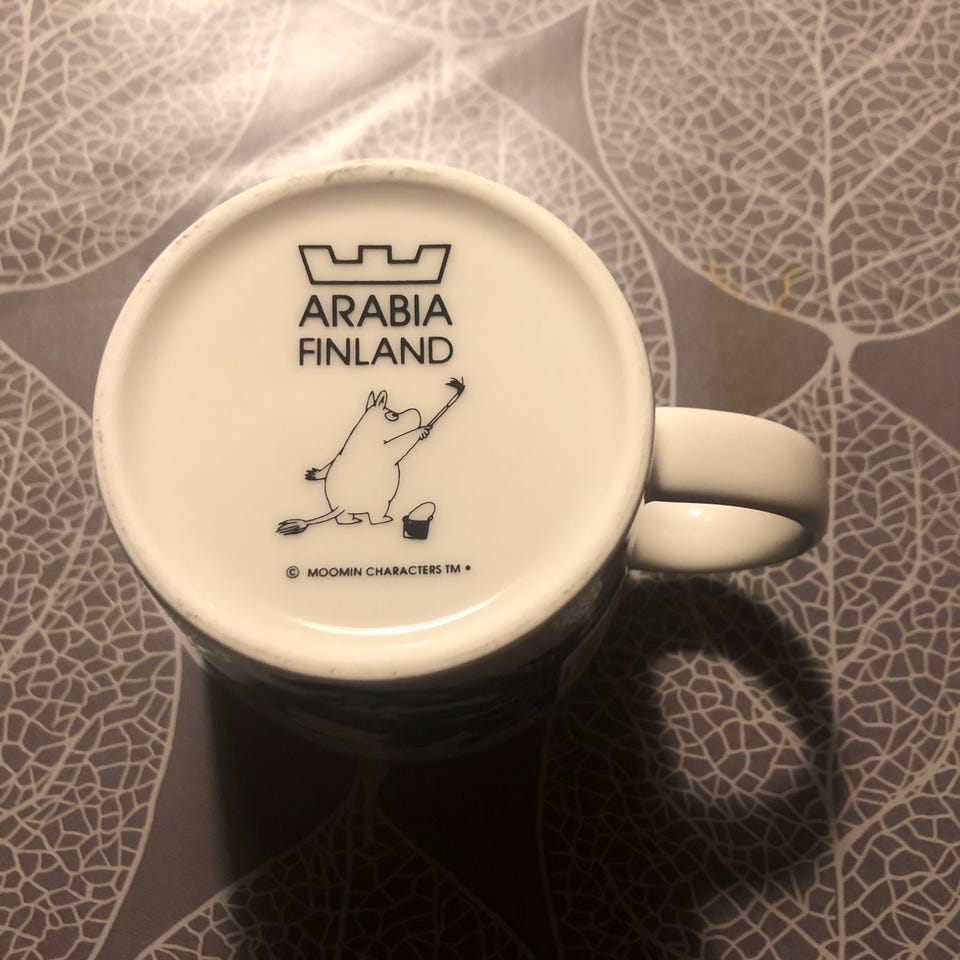 ARABIA
FINLAND
© MOOMIN CHARACTERS TM •